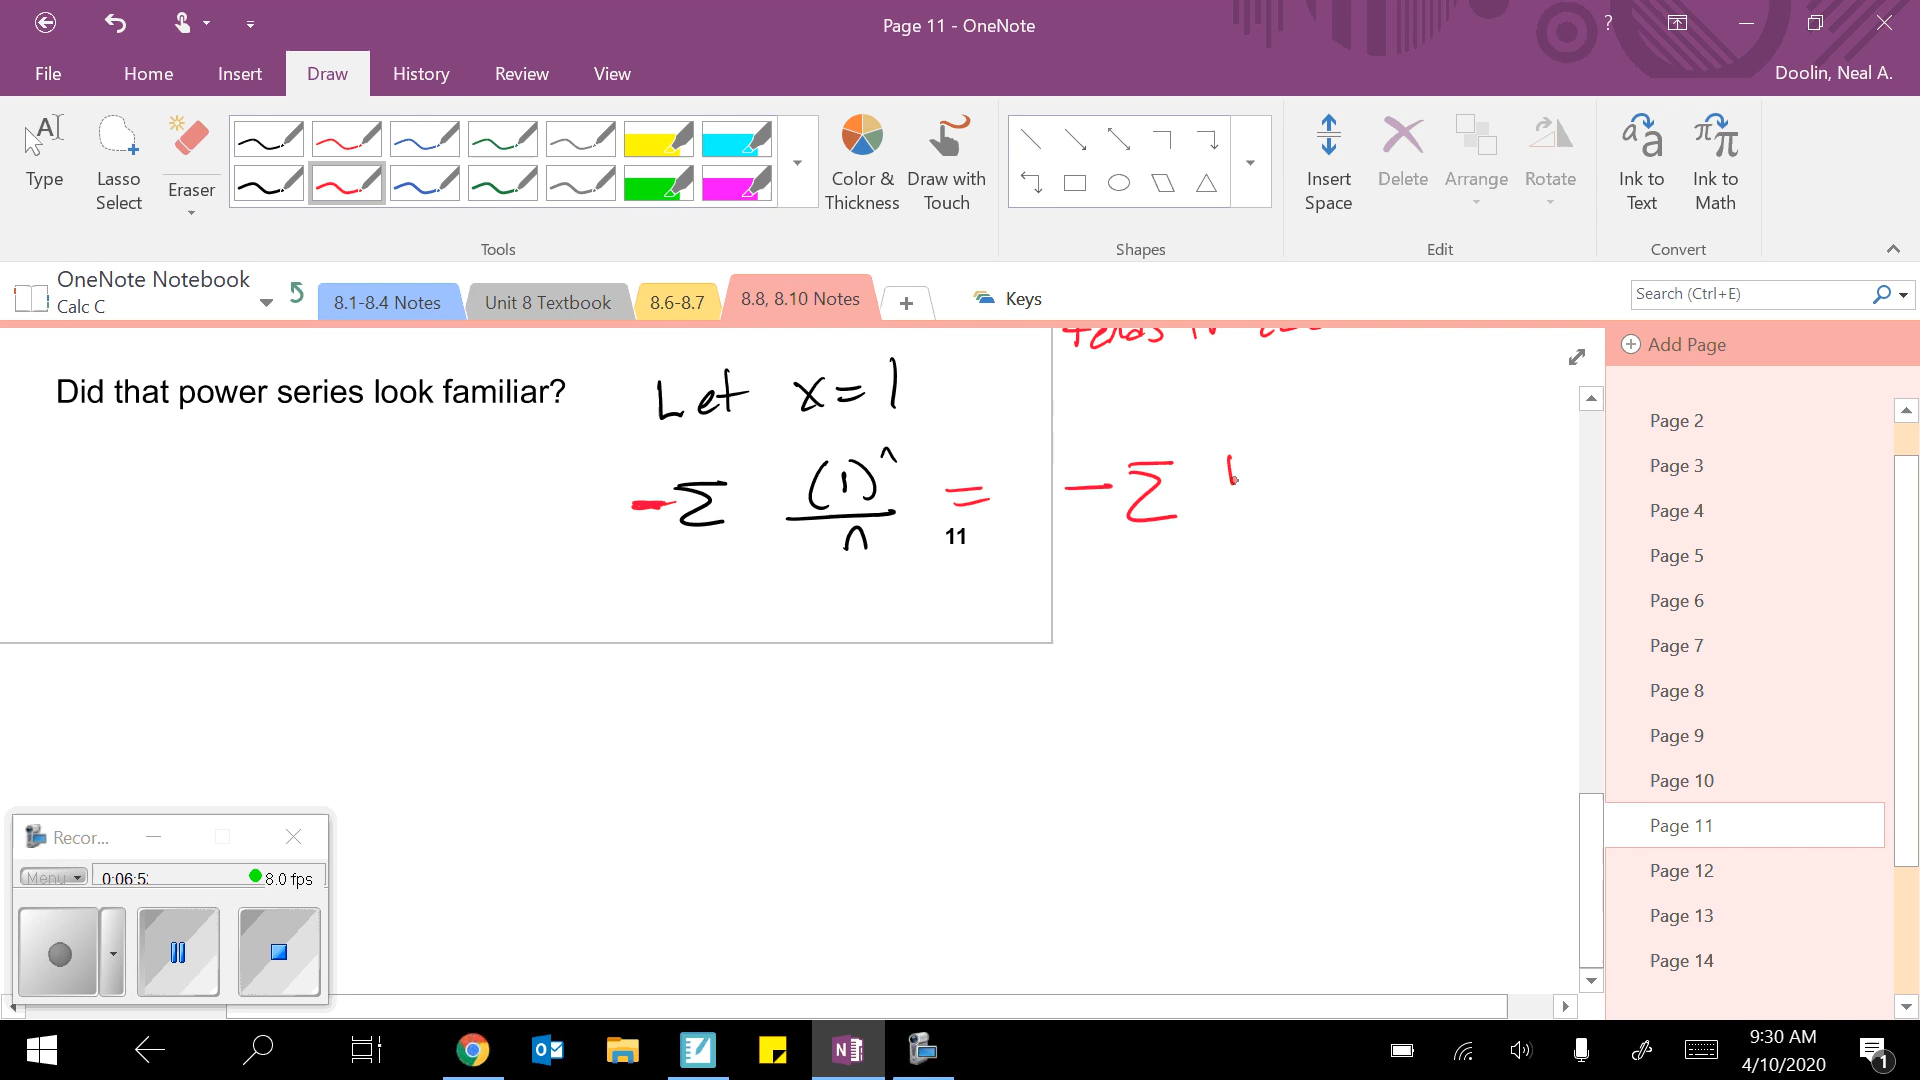 Page 11 - OneNote
?
Doolin, Neal A.
File Home Insert Draw History Review View
Type
Lasso Select
Eraser
Color & Thickness
Draw with Touch
Insert Space
Delete
Arrange
Rotate
Ink to Text
Ink to Math
Tools
Shapes
Edit
Convert
OneNote Notebook
Calc C
8.1-8.4 Notes
Unit 8 Textbook
8.6-8.7
8.8, 8.10 Notes
+
Keys
Search (Ctrl+E)
Add Page
Did that power series look familiar?
Let x = 1
-Σ (1)^n / n = -Σ 1
11
Page 2
Page 3
Page 4
Page 5
Page 6
Page 7
Page 8
Page 9
Page 10
Page 11
Page 12
Page 13
Page 14
Recor...
Menu
8.0 fps
9:30 AM
4/10/2020
1